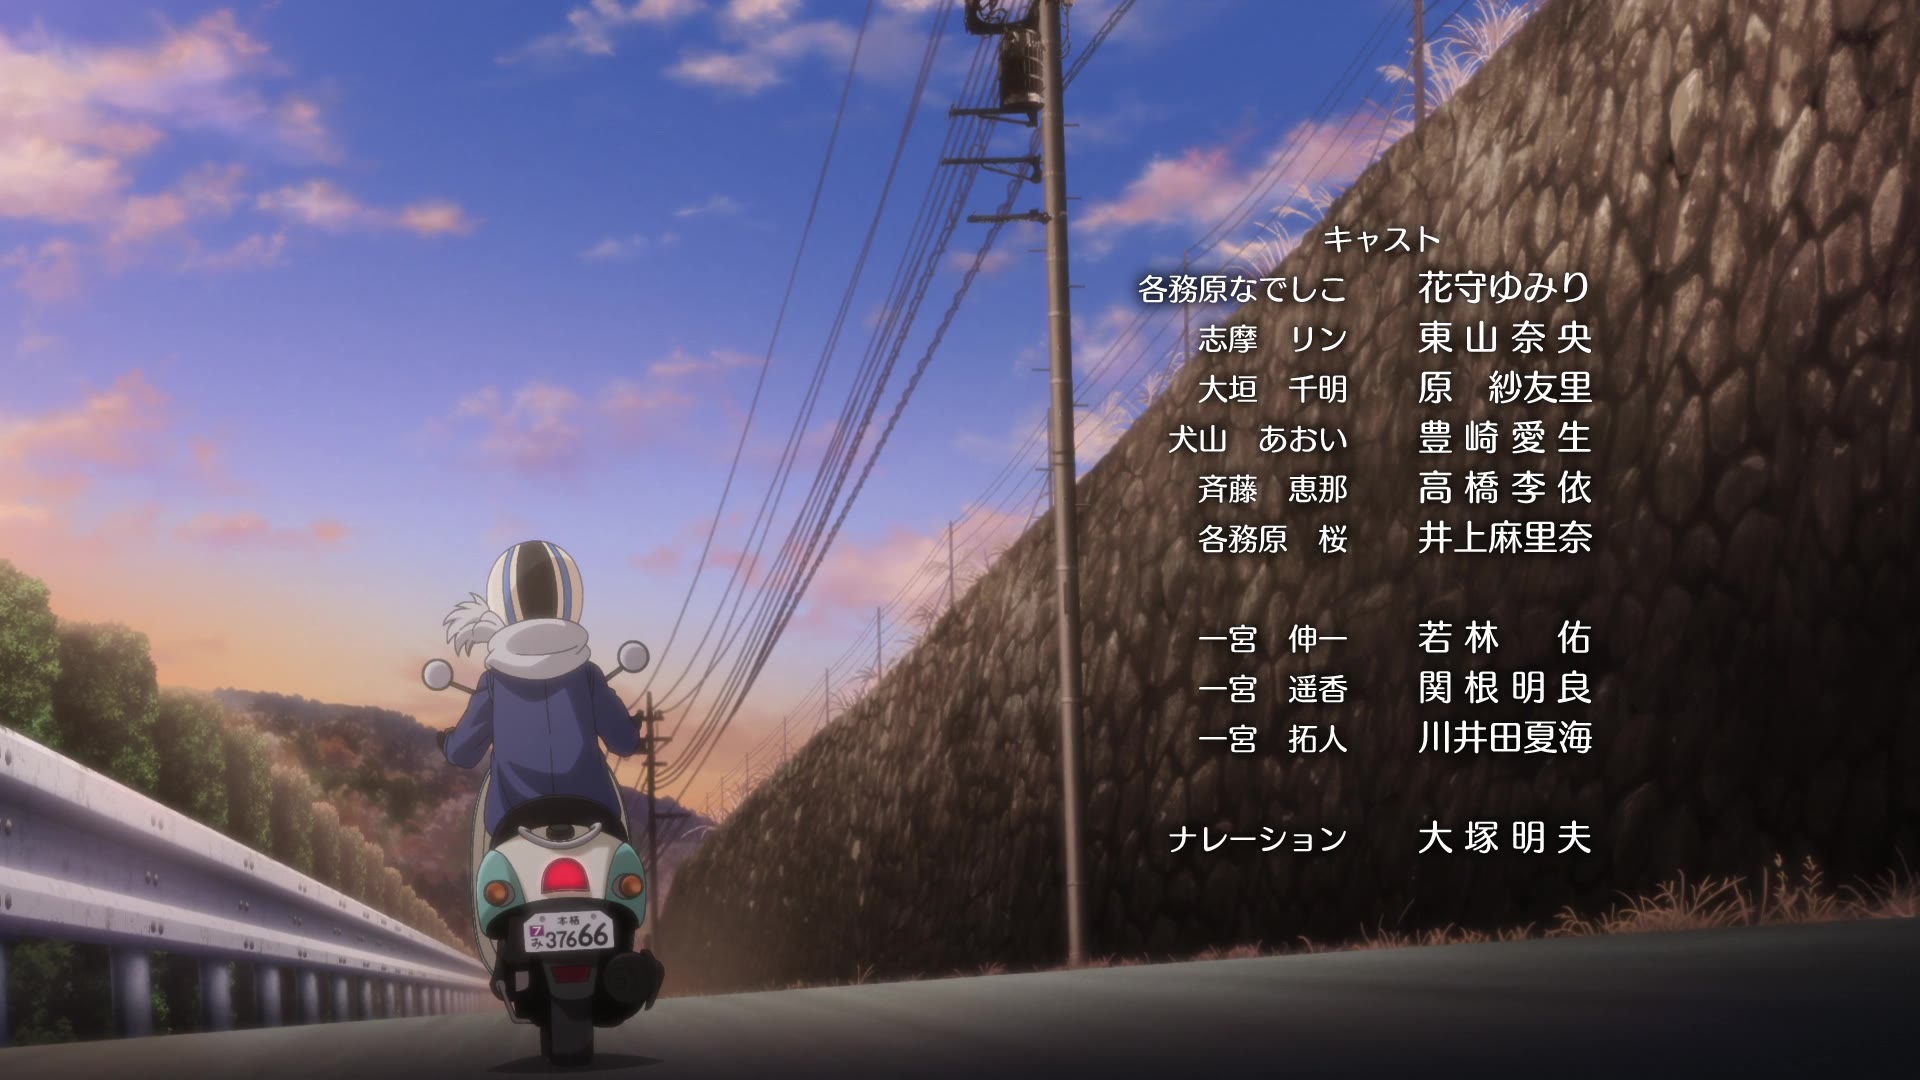 キャスト
各務原なでしこ　花守ゆみり
志摩　リン　東山奈央
大垣　千明　原　紗友里
犬山　あおい　豊崎愛生
斉藤　恵那　高橋李依
各務原　桜　井上麻里奈
一宮　伸一　若林　佑
一宮　遥香　関根明良
一宮　拓人　川井田夏海
ナレーション　大塚明夫
本栖
7
み 37666